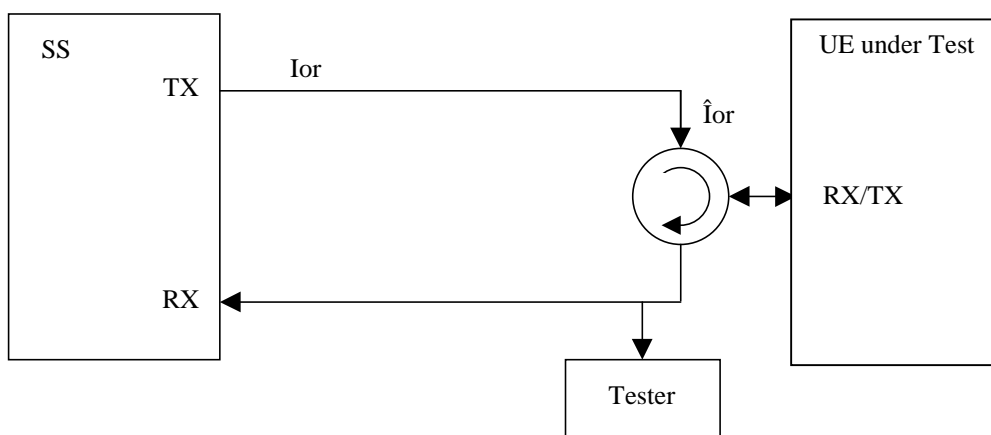 SS
UE under Test
TX
Ior
Îor
RX/TX
RX
Tester